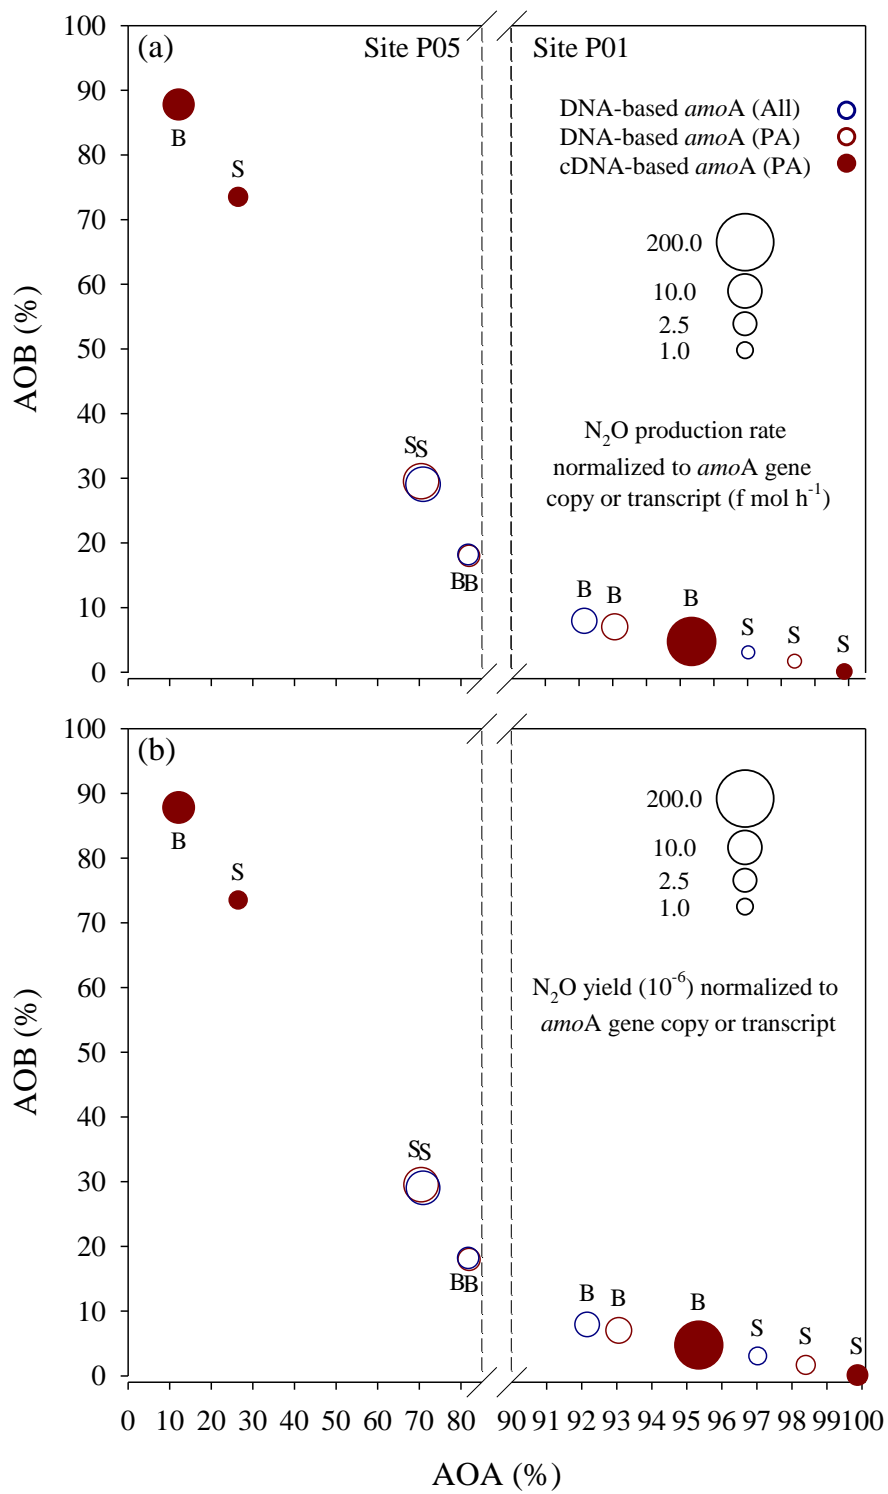 100
90
80
70
60
50
40
30
20
10
0
AOB (%)
(a)
Site P05
Site P01
DNA-based amoA (All)
DNA-based amoA (PA)
cDNA-based amoA (PA)
200.0
10.0
2.5
1.0
N₂O production rate
normalized to amoA gene
copy or transcript (f mol h⁻¹)
B
S
SS
BB
B
B
B
S
S
S
100
90
80
70
60
50
40
30
20
10
0
AOB (%)
(b)
200.0
10.0
2.5
1.0
N₂O yield (10⁻⁶) normalized to
amoA gene copy or transcript
B
S
SS
BB
B
B
B
S
S
S
0 10 20 30 40 50 60 70 80 90 91 92 93 94 95 96 97 98 99 100
AOA (%)